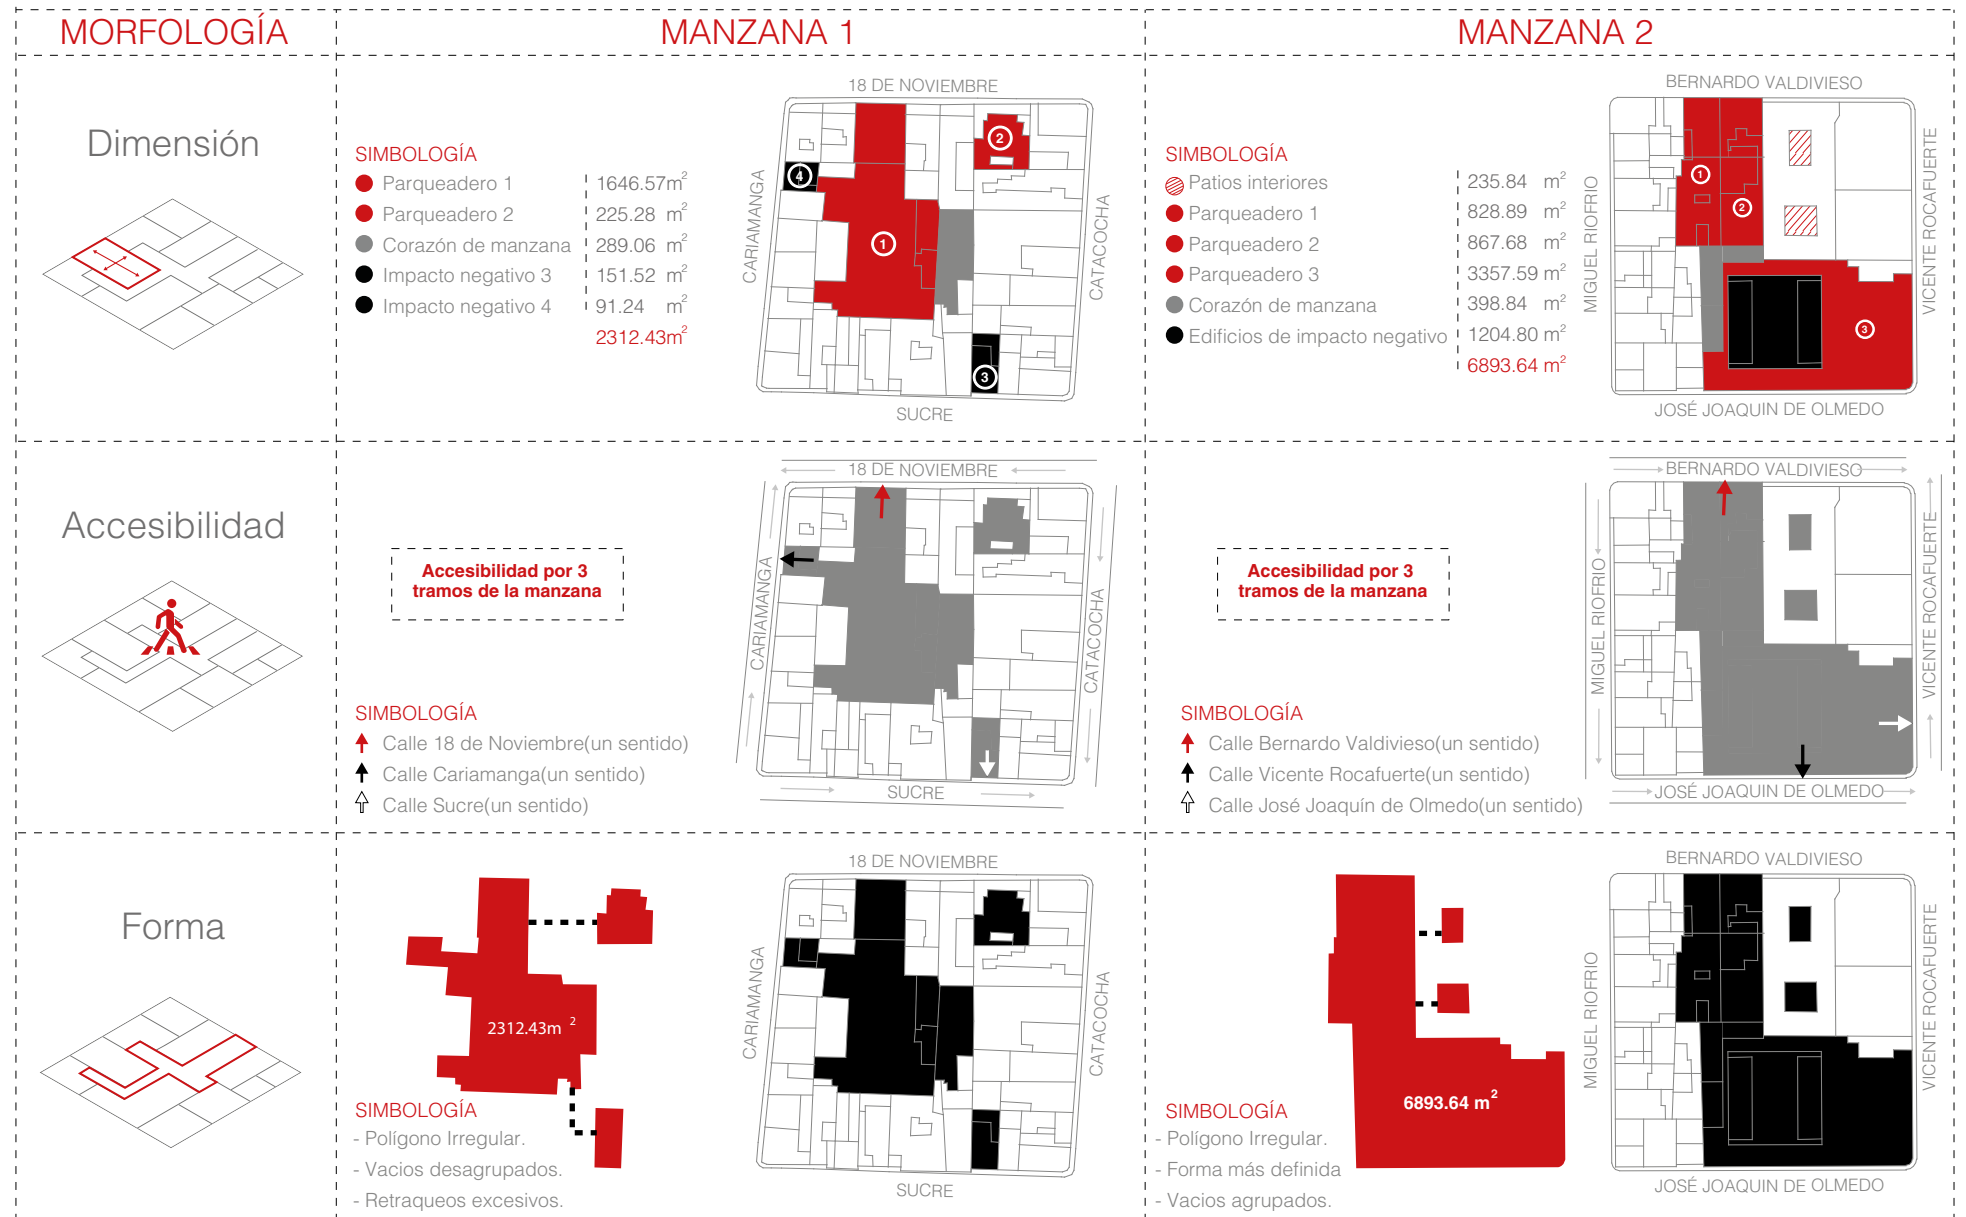 MORFOLOGÍA
MANZANA 1
MANZANA 2
Dimensión
SIMBOLOGÍA
Parqueadero 1 1646.57m²
Parqueadero 2 225.28 m²
Corazón de manzana 289.06 m²
Impacto negativo 3 151.52 m²
Impacto negativo 4 91.24 m²
2312.43m²
18 DE NOVIEMBRE
CARIAMANGA
CATACOCHA
SUCRE
1
2
3
4
SIMBOLOGÍA
Patios interiores 235.84 m²
Parqueadero 1 828.89 m²
Parqueadero 2 867.68 m²
Parqueadero 3 3357.59 m²
Corazón de manzana 398.84 m²
Edificios de impacto negativo 1204.80 m²
6893.64 m²
BERNARDO VALDIVIESO
MIGUEL RIOFRIO
VICENTE ROCAFUERTE
JOSÉ JOAQUIN DE OLMEDO
1
2
3
Accesibilidad
Accesibilidad por 3
tramos de la manzana
SIMBOLOGÍA
Calle 18 de Noviembre(un sentido)
Calle Cariamanga(un sentido)
Calle Sucre(un sentido)
18 DE NOVIEMBRE
CARIAMANGA
CATACOCHA
SUCRE
Accesibilidad por 3
tramos de la manzana
SIMBOLOGÍA
Calle Bernardo Valdivieso(un sentido)
Calle Vicente Rocafuerte(un sentido)
Calle José Joaquín de Olmedo(un sentido)
BERNARDO VALDIVIESO
MIGUEL RIOFRIO
VICENTE ROCAFUERTE
JOSÉ JOAQUIN DE OLMEDO
Forma
2312.43m²
SIMBOLOGÍA
- Polígono Irregular.
- Vacios desagrupados.
- Retraqueos excesivos.
18 DE NOVIEMBRE
CARIAMANGA
CATACOCHA
SUCRE
6893.64 m²
SIMBOLOGÍA
- Polígono Irregular.
- Forma más definida
- Vacios agrupados.
BERNARDO VALDIVIESO
MIGUEL RIOFRIO
VICENTE ROCAFUERTE
JOSÉ JOAQUIN DE OLMEDO